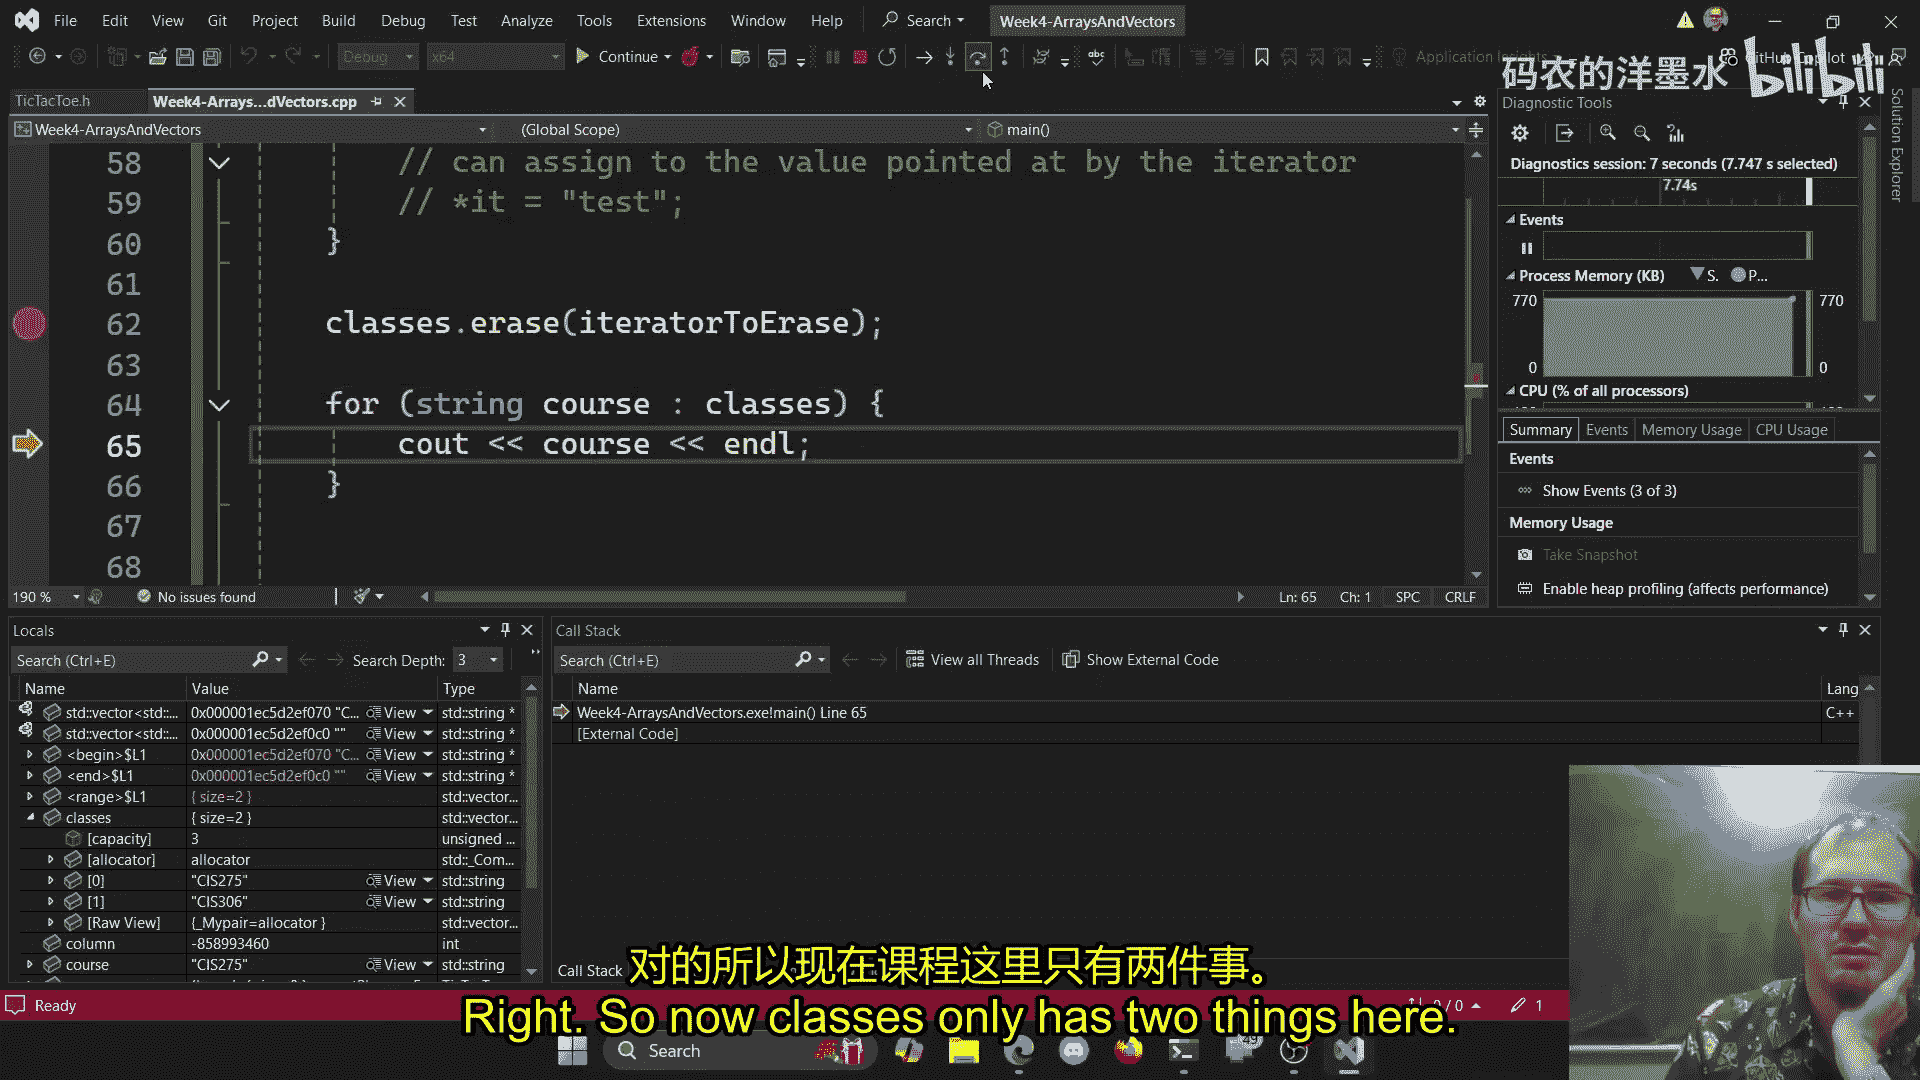 File Edit View Git Project Build Debug Test Analyze Tools Extensions Window Help Search Week4-ArraysAndVectors
Debug x64 Continue Application Insights GitHub Copilot
码农的洋墨水 bilibili
TicTacToe.h Week4-Arrays...dVectors.cpp
Week4-ArraysAndVectors (Global Scope) main()
58 // can assign to the value pointed at by the iterator
59 // *it = "test";
60 }
61
62 classes.erase(iteratorToErase);
63
64 for (string course : classes) {
65 cout << course << endl;
66 }
67
68
190 % No issues found Ln: 65 Ch: 1 SPC CRLF
Diagnostic Tools
Diagnostics session: 7 seconds (7.747 s selected)
7.74s
Events
Process Memory (KB) S. P...
770 770
0 0
CPU (% of all processors)
Summary Events Memory Usage CPU Usage
Events
Show Events (3 of 3)
Memory Usage
Take Snapshot
Enable heap profiling (affects performance)
Solution Explorer
Locals
Search (Ctrl+E) Search Depth: 3
Name Value Type
std::vector<std::... 0x000001ec5d2ef070 "C... View std::string *
std::vector<std::... 0x000001ec5d2ef0c0 "" View std::string *
<begin>$L1 0x000001ec5d2ef070 "C... View std::string *
<end>$L1 0x000001ec5d2ef0c0 "" View std::string *
<range>$L1 { size=2 } std::vector...
classes { size=2 } std::vector...
[capacity] 3 unsigned ...
[allocator] allocator std::_Com...
[0] "CIS275" View std::string
[1] "CIS306" View std::string
[Raw View] {_Mypair=allocator } std::vector...
column -858993460 int
course "CIS275" View std::string
Call Stack
Search (Ctrl+E) View all Threads Show External Code
Name Lang
Week4-ArraysAndVectors.exe!main() Line 65 C++
[External Code]
Call Stack
对的所以现在课程这里只有两件事。
Right. So now classes only has two things here.
Ready 0 / 0 1
Search